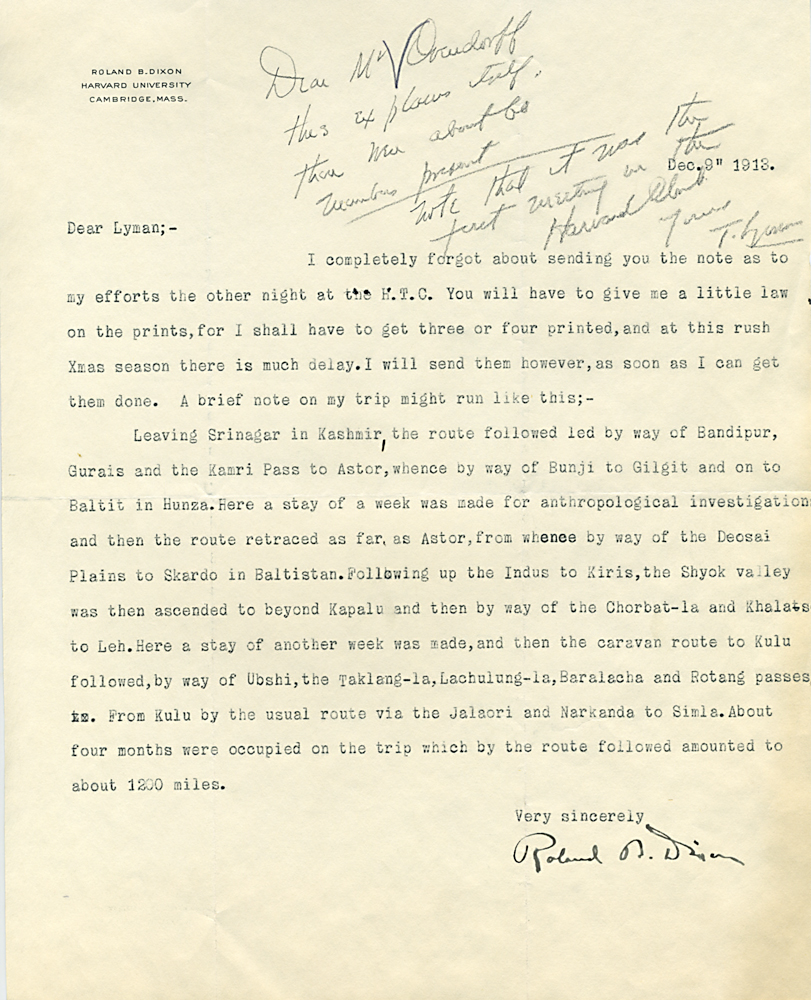 ROLAND B. DIXON
HARVARD UNIVERSITY
CAMBRIDGE, MASS.
Dear Mr
this explains itself.
there were about 60
members present
note that it was the
first meeting in the
Harvard Club
Yours
T. Lyman
Dec.9" 1913.
Dear Lyman;-
I completely forgot about sending you the note as to
my efforts the other night at the H.T.C. You will have to give me a little law
on the prints,for I shall have to get three or four printed,and at this rush
Xmas season there is much delay.I will send them however,as soon as I can get
them done. A brief note on my trip might run like this;-
Leaving Srinagar in Kashmir, the route followed led by way of Bandipur,
Gurais and the Kamri Pass to Astor,whence by way of Bunji to Gilgit and on to
Baltit in Hunza.Here a stay of a week was made for anthropological investigation
and then the route retraced as far, as Astor,from whence by way of the Deosai
Plains to Skardo in Baltistan.Following up the Indus to Kiris,the Shyok valley
was then ascended to beyond Kapalu and then by way of the Chorbat-la and Khalats
to Leh.Here a stay of another week was made,and then the caravan route to Kulu
followed,by way of Ubshi,the Taklang-la,Lachulung-la,Baralacha and Rotang passes
. From Kulu by the usual route via the Jalaori and Narkanda to Simla.About
four months were occupied on the trip which by the route followed amounted to
about 1200 miles.
Very sincerely
Roland B. Dixon